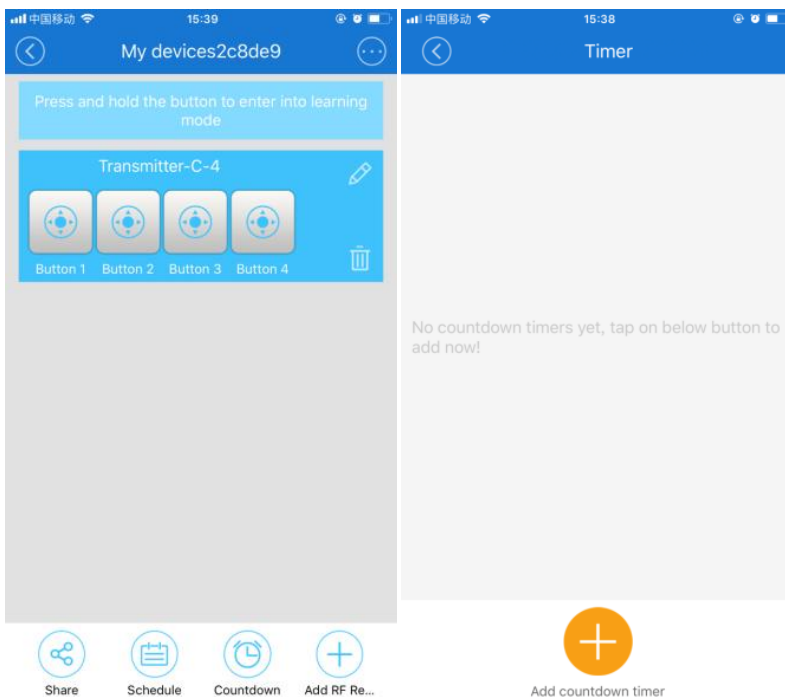 中国移动
15:39
My devices2c8de9
Press and hold the button to enter into learning
mode
Transmitter-C-4
Button 1 Button 2 Button 3 Button 4
Share Schedule Countdown Add RF Re...
中国移动
15:38
Timer
No countdown timers yet, tap on below button to
add now!
Add countdown timer